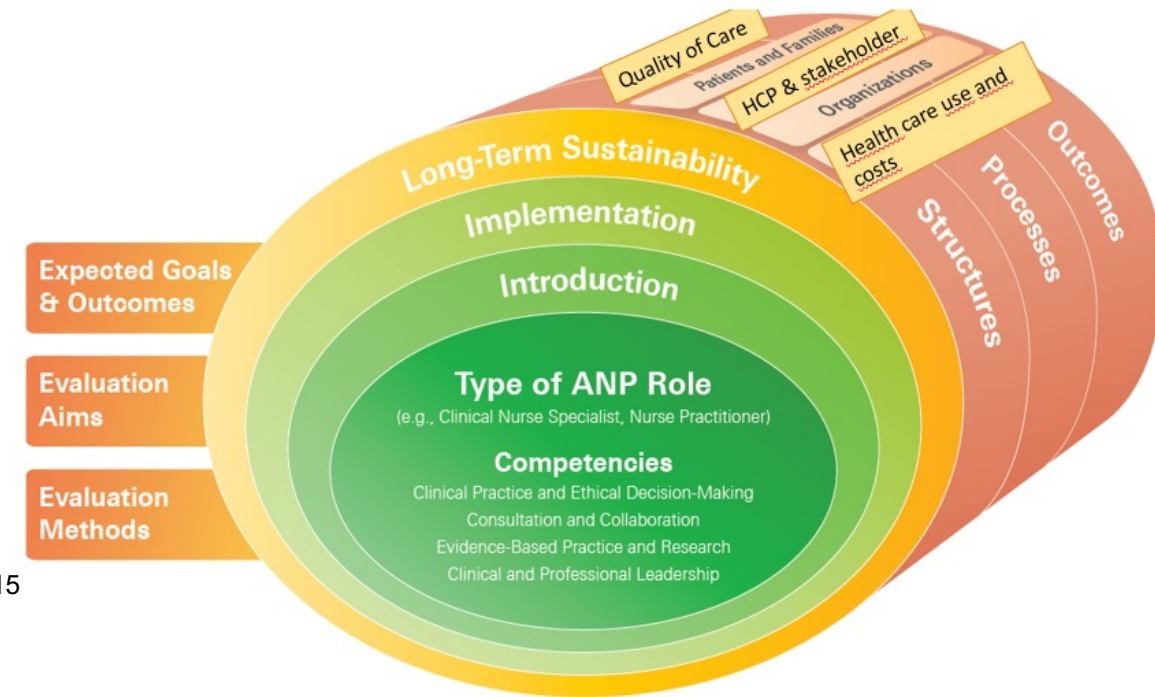 Quality of Care
Patients and Families
HCP & stakeholder
Organizations
Health care use and
costs
Outcomes
Processes
Structures
Long-Term Sustainability
Implementation
Introduction
Type of ANP Role
(e.g., Clinical Nurse Specialist, Nurse Practitioner)
Competencies
Clinical Practice and Ethical Decision-Making
Consultation and Collaboration
Evidence-Based Practice and Research
Clinical and Professional Leadership
Expected Goals
& Outcomes
Evaluation
Aims
Evaluation
Methods
15